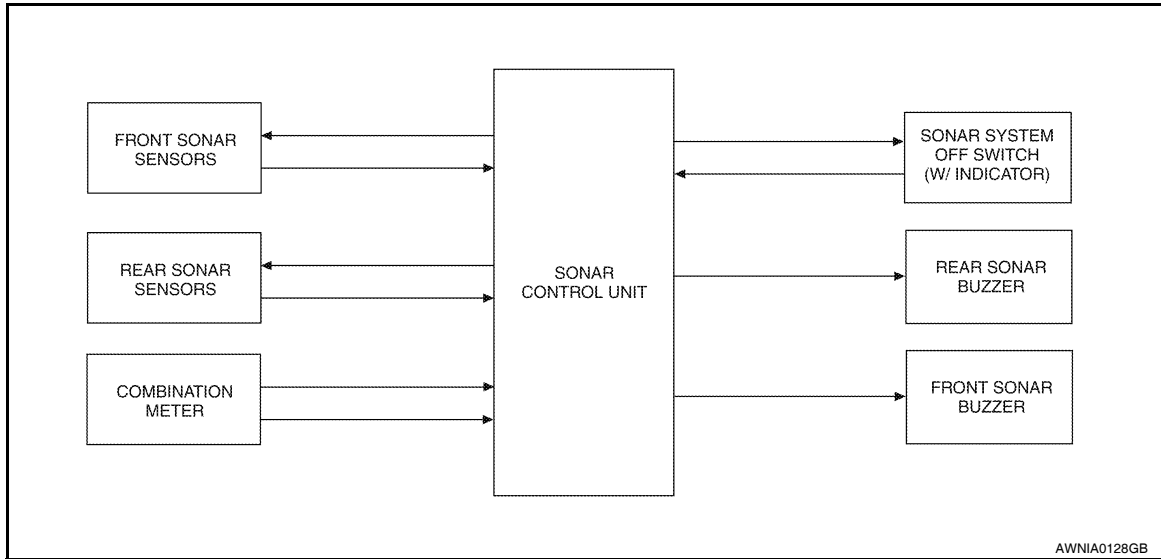 FRONT SONAR
SENSORS
REAR SONAR
SENSORS
COMBINATION
METER
SONAR
CONTROL UNIT
SONAR SYSTEM
OFF SWITCH
(W/ INDICATOR)
REAR SONAR
BUZZER
FRONT SONAR
BUZZER
AWNIA0128GB